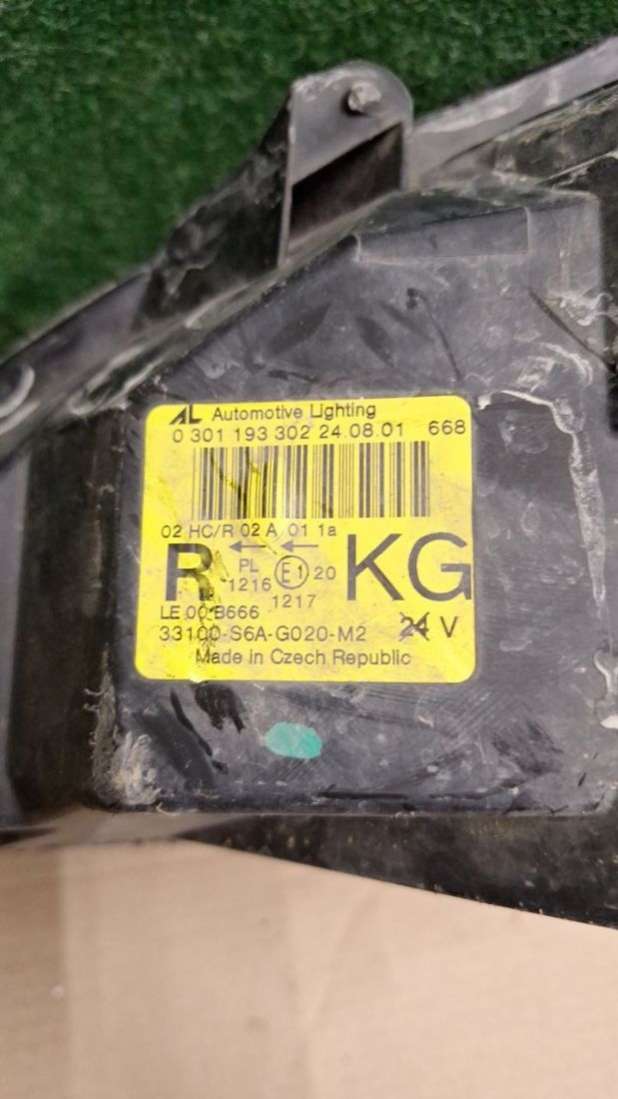 AL Automotive Lighting
0 301 193 302 24.08.01 668
02 HC/R 02 A 01 1a
R ← ← KG
PL E1 20
1216 1217
LE 00 B666
33100-S6A-G020-M2 24 V
Made in Czech Republic